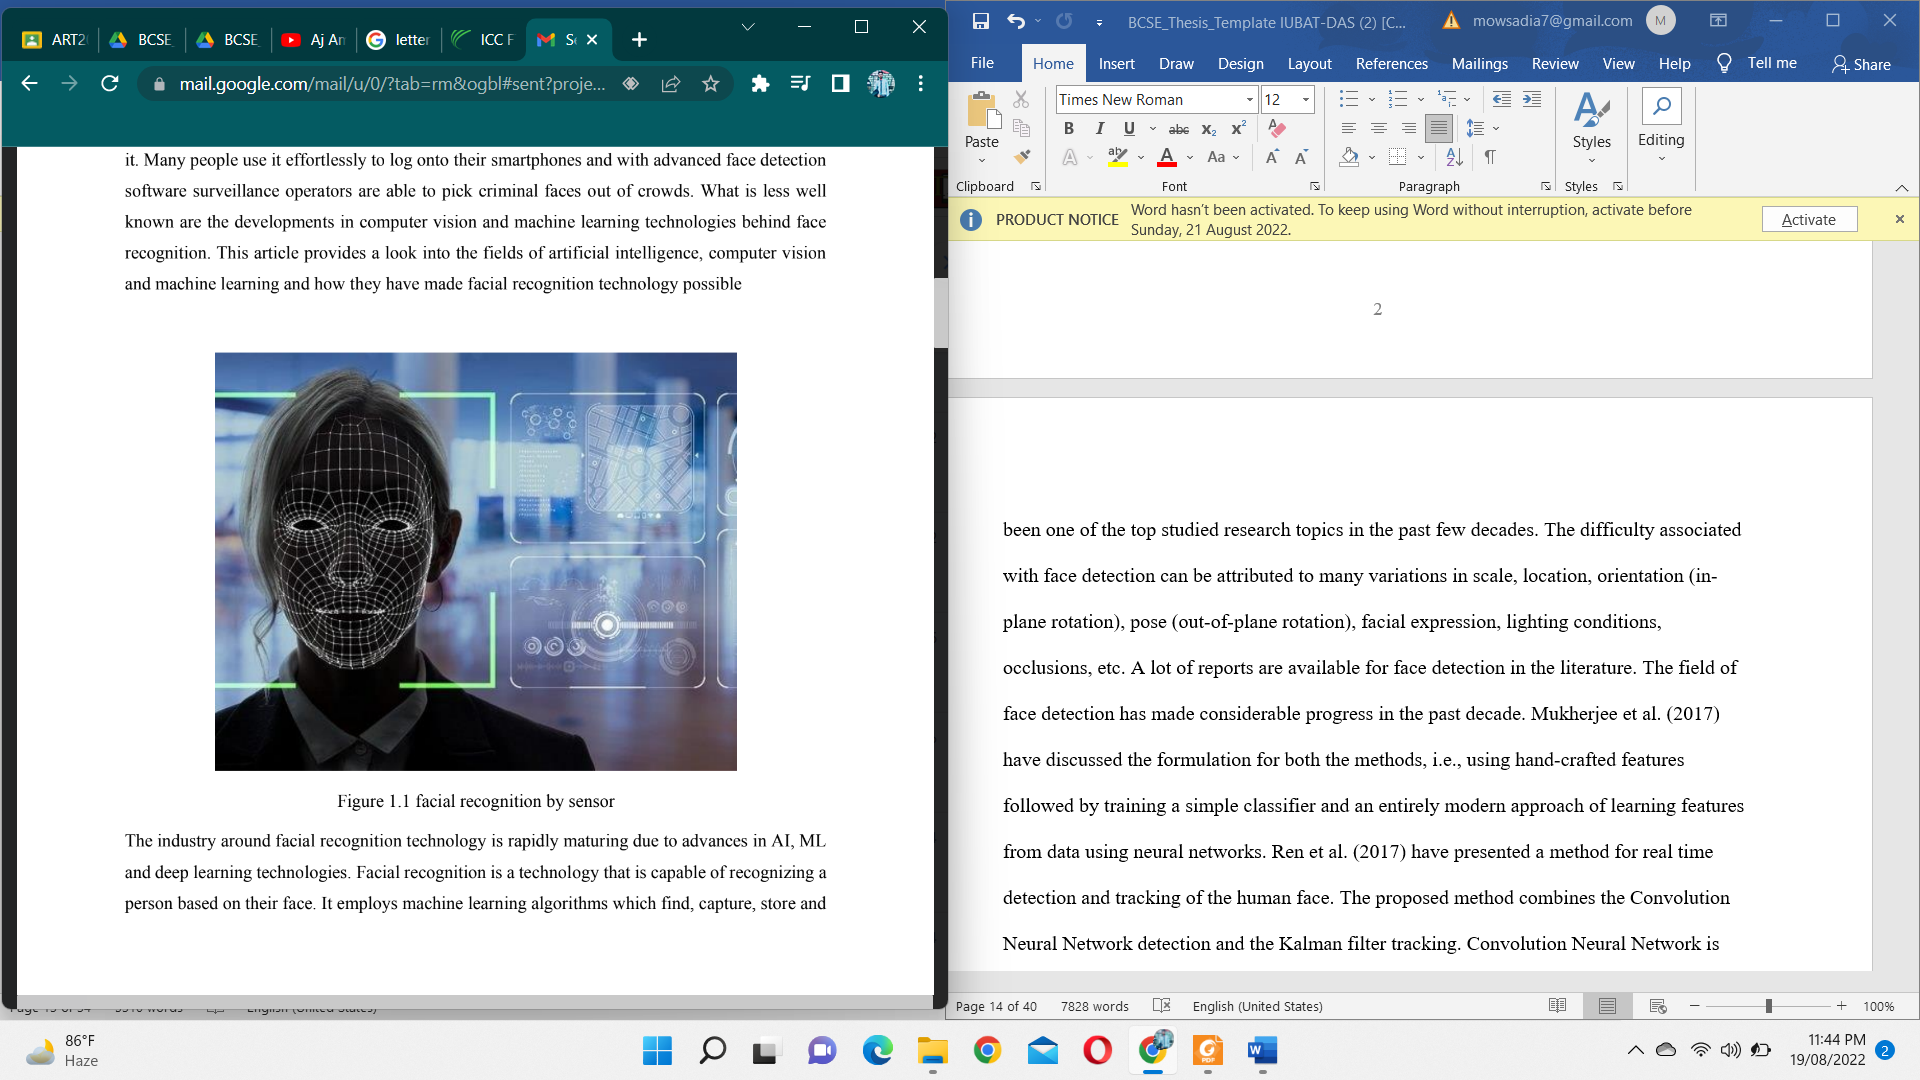 ART2
BCSE_
BCSE_
Aj An
letter
ICC F
Se
mail.google.com/mail/u/0/?tab=rm&ogbl#sent?proje...
it. Many people use it effortlessly to log onto their smartphones and with advanced face detection
software surveillance operators are able to pick criminal faces out of crowds. What is less well
known are the developments in computer vision and machine learning technologies behind face
recognition. This article provides a look into the fields of artificial intelligence, computer vision
and machine learning and how they have made facial recognition technology possible
Figure 1.1 facial recognition by sensor
The industry around facial recognition technology is rapidly maturing due to advances in AI, ML
and deep learning technologies. Facial recognition is a technology that is capable of recognizing a
person based on their face. It employs machine learning algorithms which find, capture, store and
BCSE_Thesis_Template IUBAT-DAS (2) [C...
mowsadia7@gmail.com
M
File Home Insert Draw Design Layout References Mailings Review View Help Tell me Share
Paste
Times New Roman 12
B I U abc X₂ X²
A ab A Aa A A
Styles
Editing
Clipboard Font Paragraph Styles
PRODUCT NOTICE Word hasn't been activated. To keep using Word without interruption, activate before
Sunday, 21 August 2022.
Activate
2
been one of the top studied research topics in the past few decades. The difficulty associated
with face detection can be attributed to many variations in scale, location, orientation (in-
plane rotation), pose (out-of-plane rotation), facial expression, lighting conditions,
occlusions, etc. A lot of reports are available for face detection in the literature. The field of
face detection has made considerable progress in the past decade. Mukherjee et al. (2017)
have discussed the formulation for both the methods, i.e., using hand-crafted features
followed by training a simple classifier and an entirely modern approach of learning features
from data using neural networks. Ren et al. (2017) have presented a method for real time
detection and tracking of the human face. The proposed method combines the Convolution
Neural Network detection and the Kalman filter tracking. Convolution Neural Network is
Page 14 of 40 7828 words English (United States) 100%
86°F
Haze
11:44 PM
19/08/2022
2